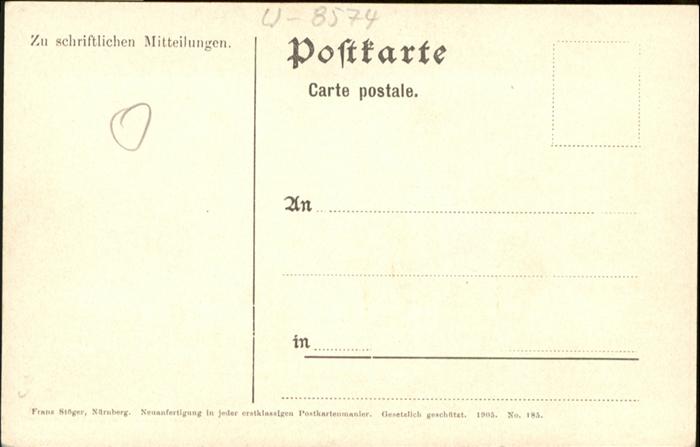 W-8574
Zu schriftlichen Mitteilungen.
Postkarte
Carte postale.
An
in
Franz Stöger, Nürnberg. Neuanfertigung in jeder erstklassigen Postkartenmanier. Gesetzlich geschützt. 1905. No. 185.